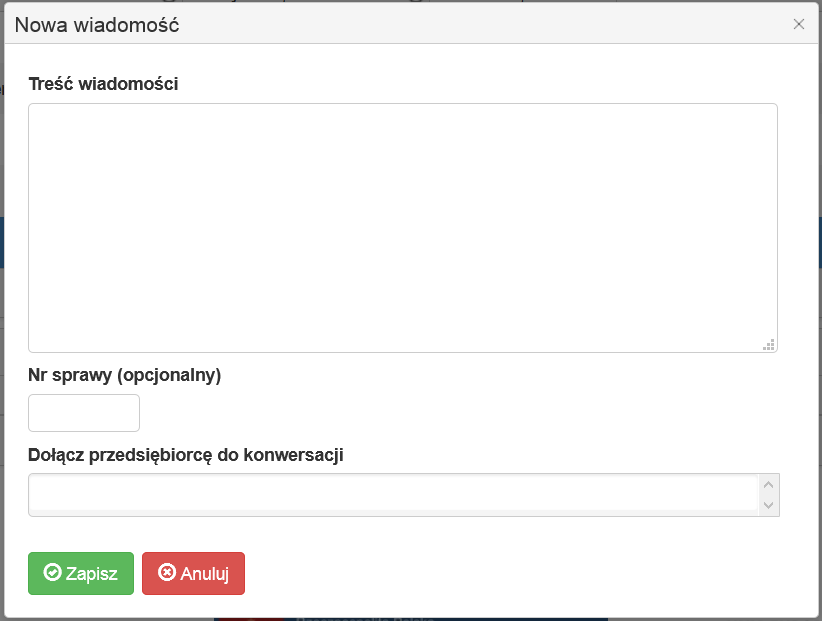 Nowa wiadomość
Treść wiadomości
Nr sprawy (opcjonalny)
Dołącz przedsiębiorcę do konwersacji
Zapisz
Anuluj